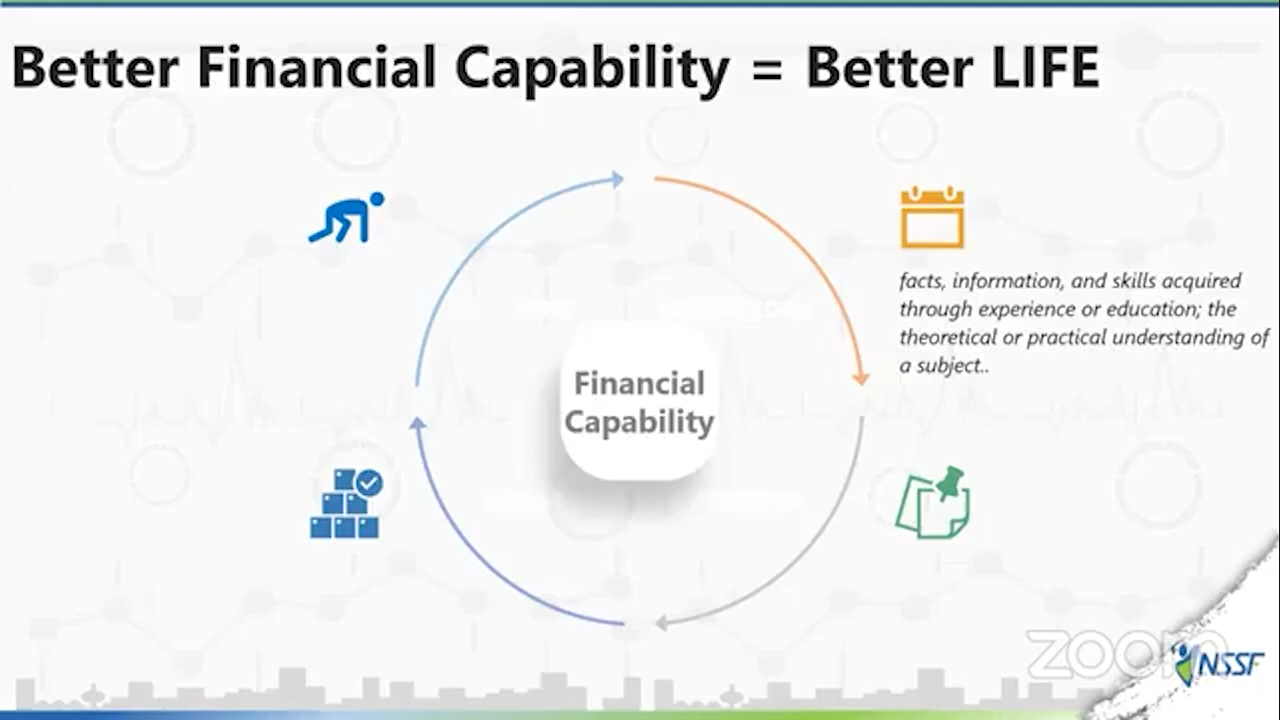 Better Financial Capability = Better LIFE
facts, information, and skills acquired
through experience or education; the
theoretical or practical understanding of
a subject..
Financial
Capability
zoom
NSSF